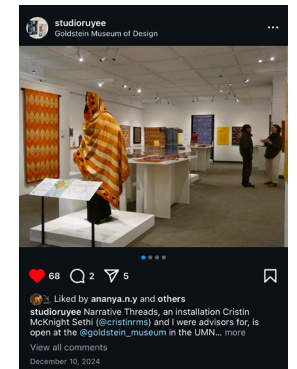 studioruyee
Goldstein Museum of Design
68 2 5
Liked by ananya.n.y and others
studioruyee Narrative Threads, an installation Cristin
McKnight Sethi (@cristinrms) and I were advisors for, is
open at the @goldstein_museum in the UMN... more
View all comments
December 10, 2024